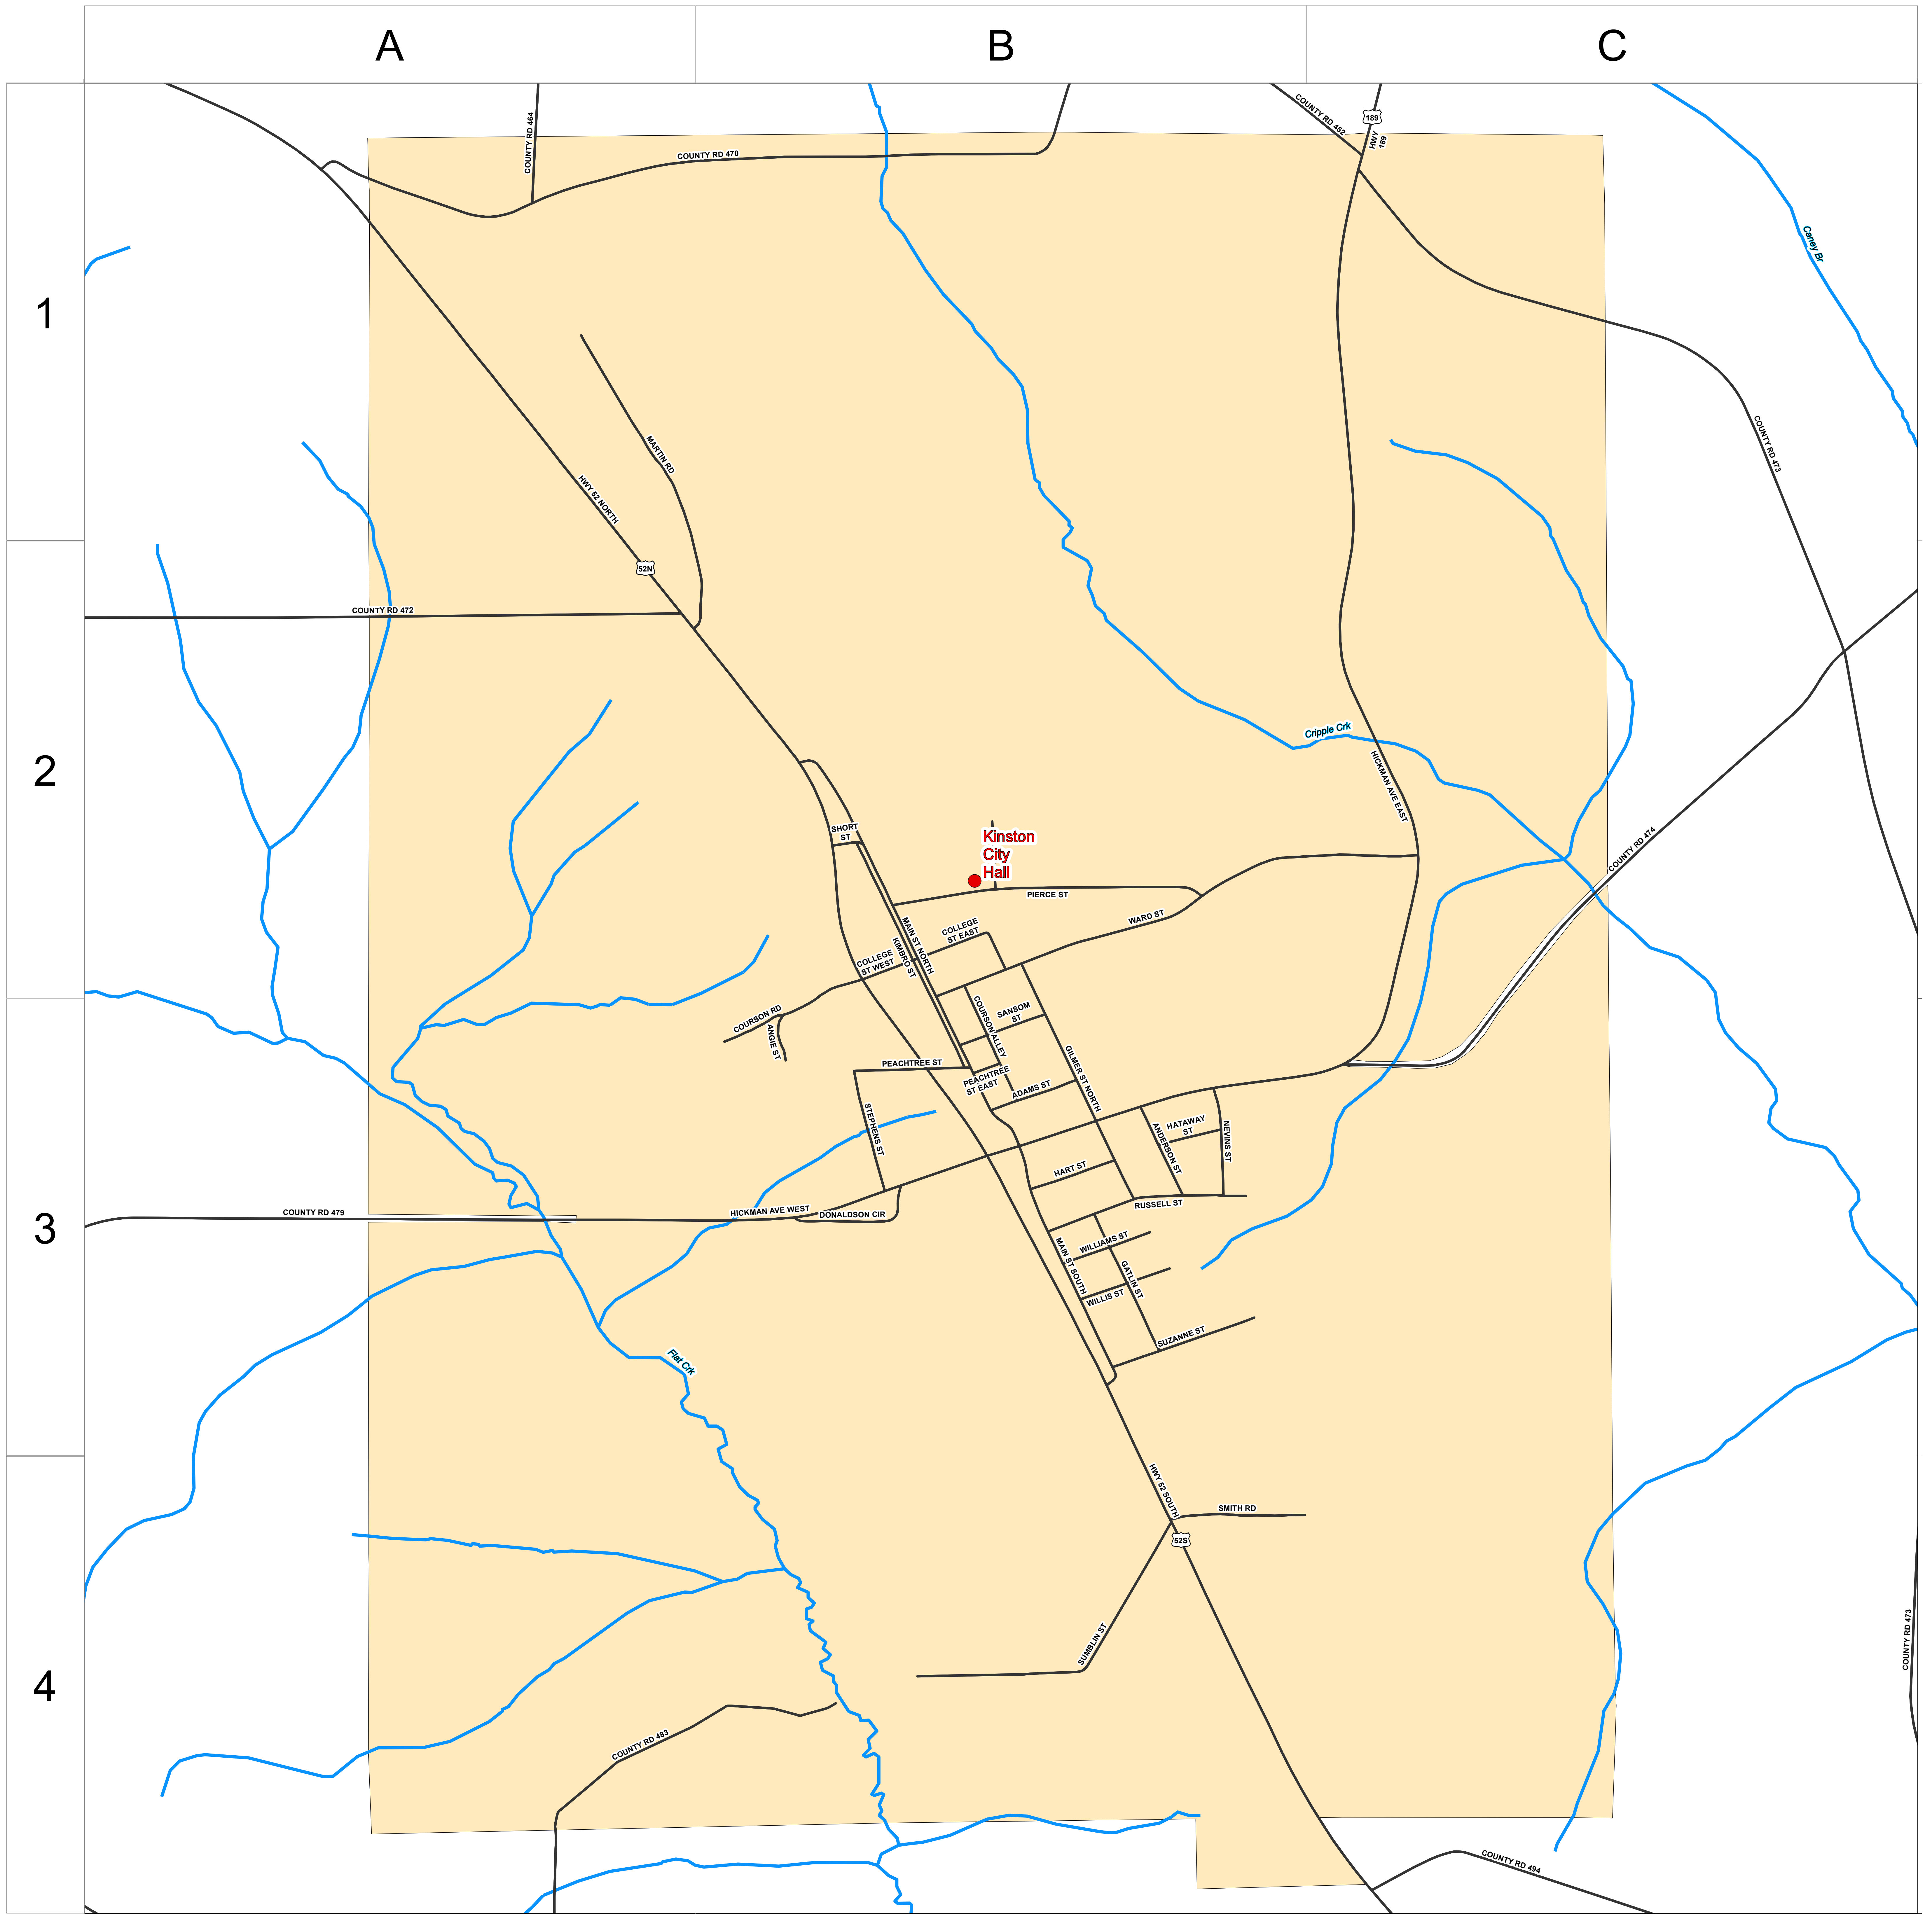 A
B
C
1
2
3
4
COUNTY RD 464
COUNTY RD 470
COUNTY RD 452
189
HWY
189
Caney Br
COUNTY RD 473
MARTIN RD
HWY 52 NORTH
52N
COUNTY RD 472
Cripple Crk
HICKMAN AVE EAST
SHORT
ST
Kinston
City
Hall
PIERCE ST
COUNTY RD 474
WARD ST
MAIN ST NORTH
KIMBRO ST
COLLEGE
ST EAST
COLLEGE
ST WEST
COURSON RD
ANGIE ST
COURSON ALLEY
SANSOM
ST
GILMER ST NORTH
PEACHTREE ST
PEACHTREE
ST EAST
ADAMS ST
STEPHENS ST
HATAWAY
ST
ANDERSON ST
NEVINS ST
HART ST
RUSSELL ST
COUNTY RD 479
HICKMAN AVE WEST
DONALDSON CIR
WILLIAMS ST
MAIN ST SOUTH
GATLIN ST
WILLIS ST
SUZANNE ST
Flat Crk
HWY 52 SOUTH
SMITH RD
52S
SUMBLIN ST
COUNTY RD 473
COUNTY RD 483
COUNTY RD 494